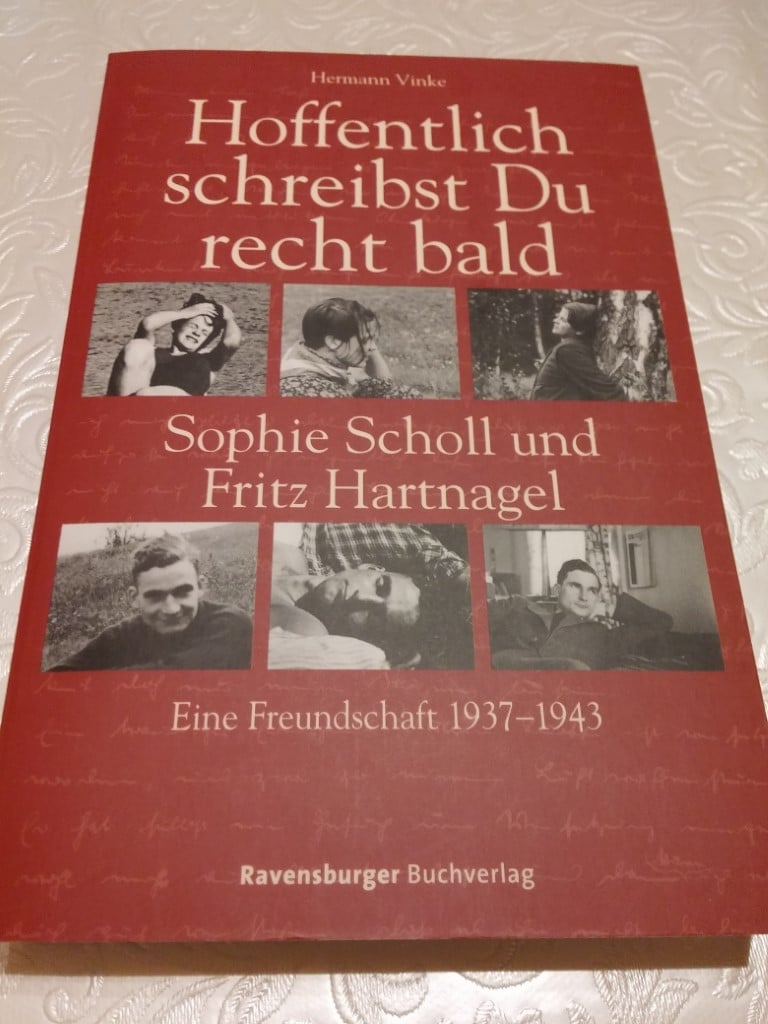 Hermann Vinke
Hoffentlich
schreibst Du
recht bald
Sophie Scholl und
Fritz Hartnagel
Eine Freundschaft 1937–1943
Ravensburger Buchverlag